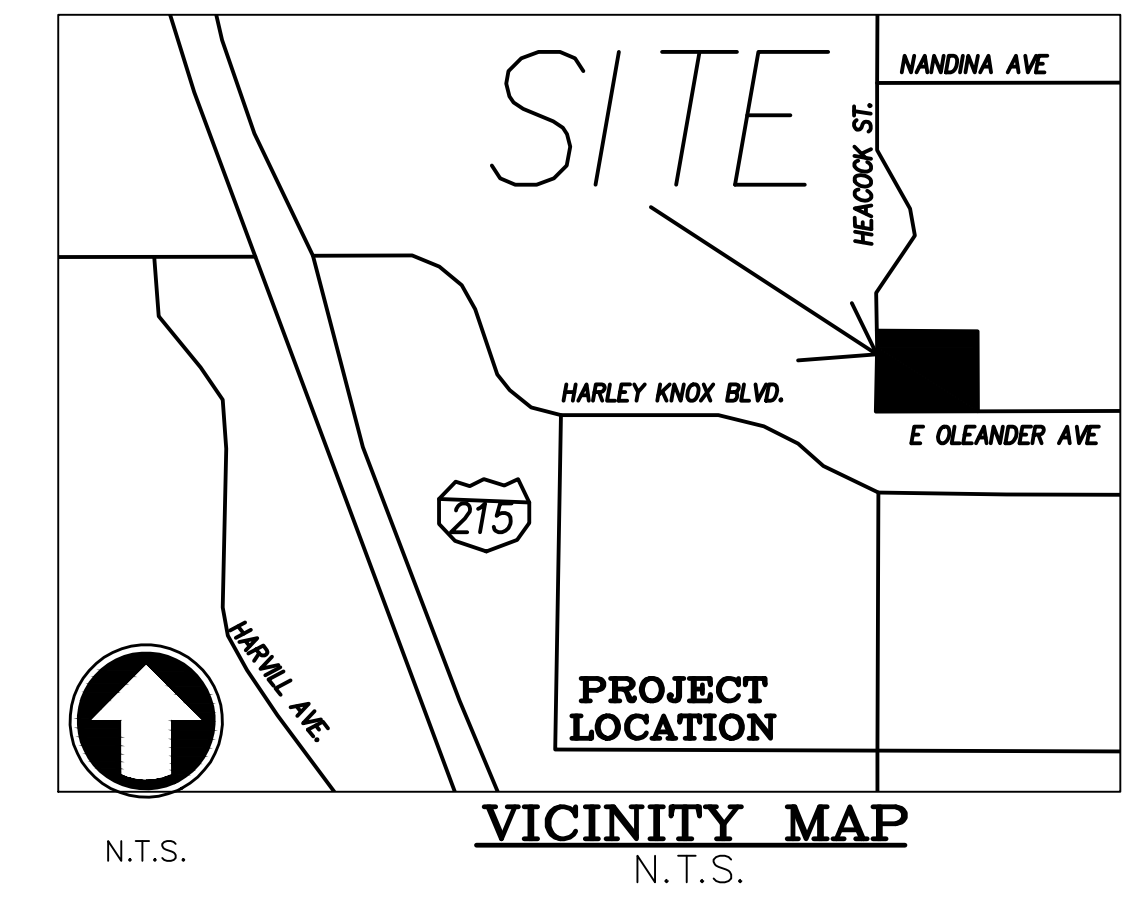 SITE
NANDINA AVE
HEACOCK ST.
HARLEY KNOX BLVD.
E OLEANDER AVE
215
HARVILL AVE.
PROJECT
LOCATION
VICINITY MAP
N.T.S.
N.T.S.